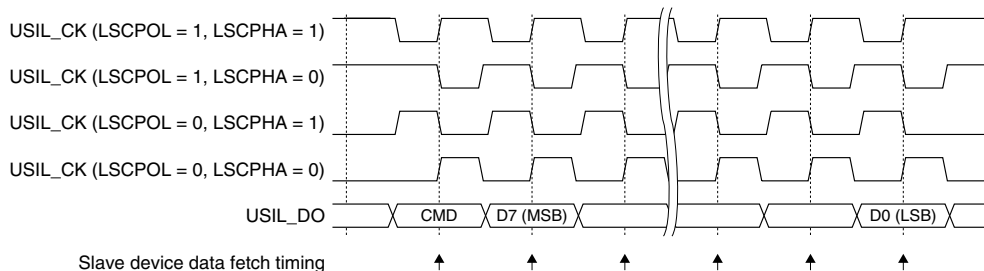 USIL_CK (LSCPOL = 1, LSCPHA = 1)
USIL_CK (LSCPOL = 1, LSCPHA = 0)
USIL_CK (LSCPOL = 0, LSCPHA = 1)
USIL_CK (LSCPOL = 0, LSCPHA = 0)
USIL_DO CMD D7 (MSB) D0 (LSB)
Slave device data fetch timing